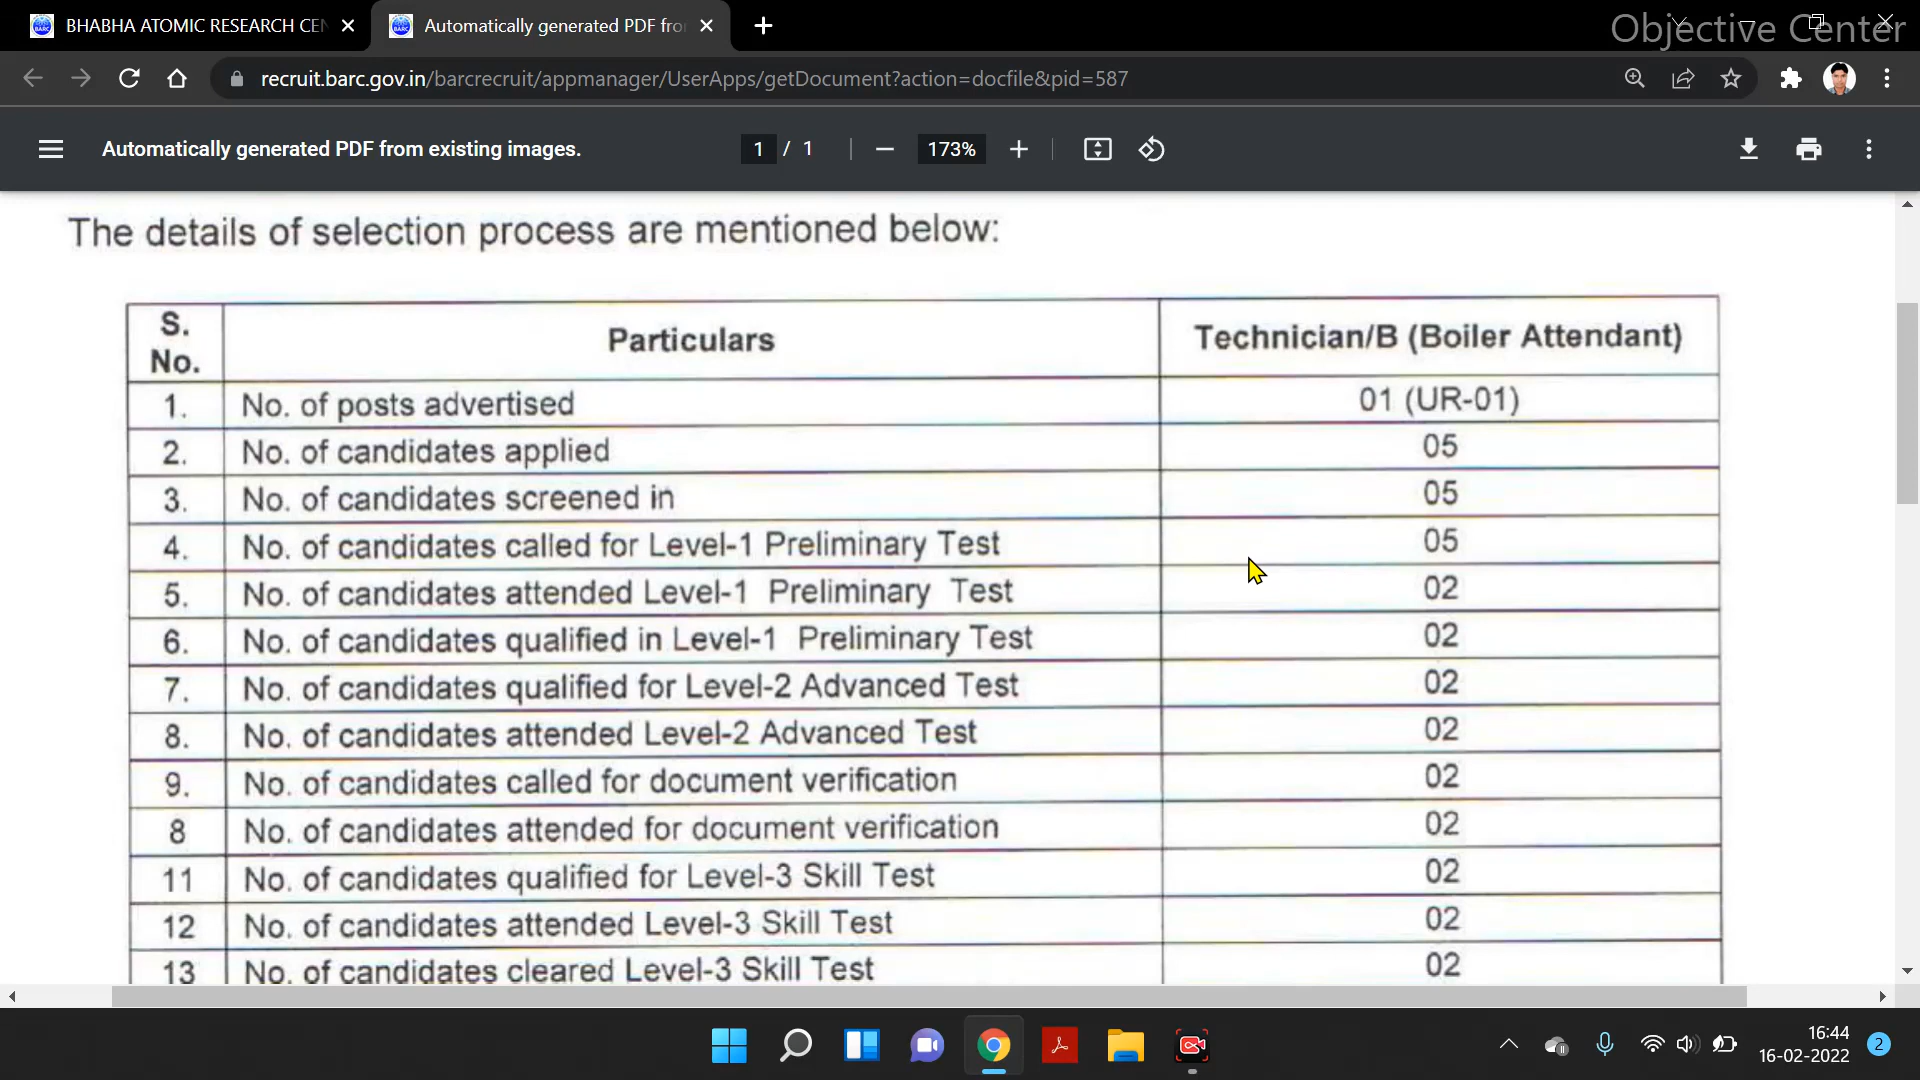 BHABHA ATOMIC RESEARCH CEN
Automatically generated PDF fro
Objective Center
recruit.barc.gov.in/barcrecruit/appmanager/UserApps/getDocument?action=docfile&pid=587
Automatically generated PDF from existing images.
1 / 1
173%
The details of selection process are mentioned below:
S. No. Particulars Technician/B (Boiler Attendant)
1. No. of posts advertised 01 (UR-01)
2. No. of candidates applied 05
3. No. of candidates screened in 05
4. No. of candidates called for Level-1 Preliminary Test 05
5. No. of candidates attended Level-1 Preliminary Test 02
6. No. of candidates qualified in Level-1 Preliminary Test 02
7. No. of candidates qualified for Level-2 Advanced Test 02
8. No. of candidates attended Level-2 Advanced Test 02
9. No. of candidates called for document verification 02
8 No. of candidates attended for document verification 02
11 No. of candidates qualified for Level-3 Skill Test 02
12 No. of candidates attended Level-3 Skill Test 02
13 No. of candidates cleared Level-3 Skill Test 02
16:44
16-02-2022
2